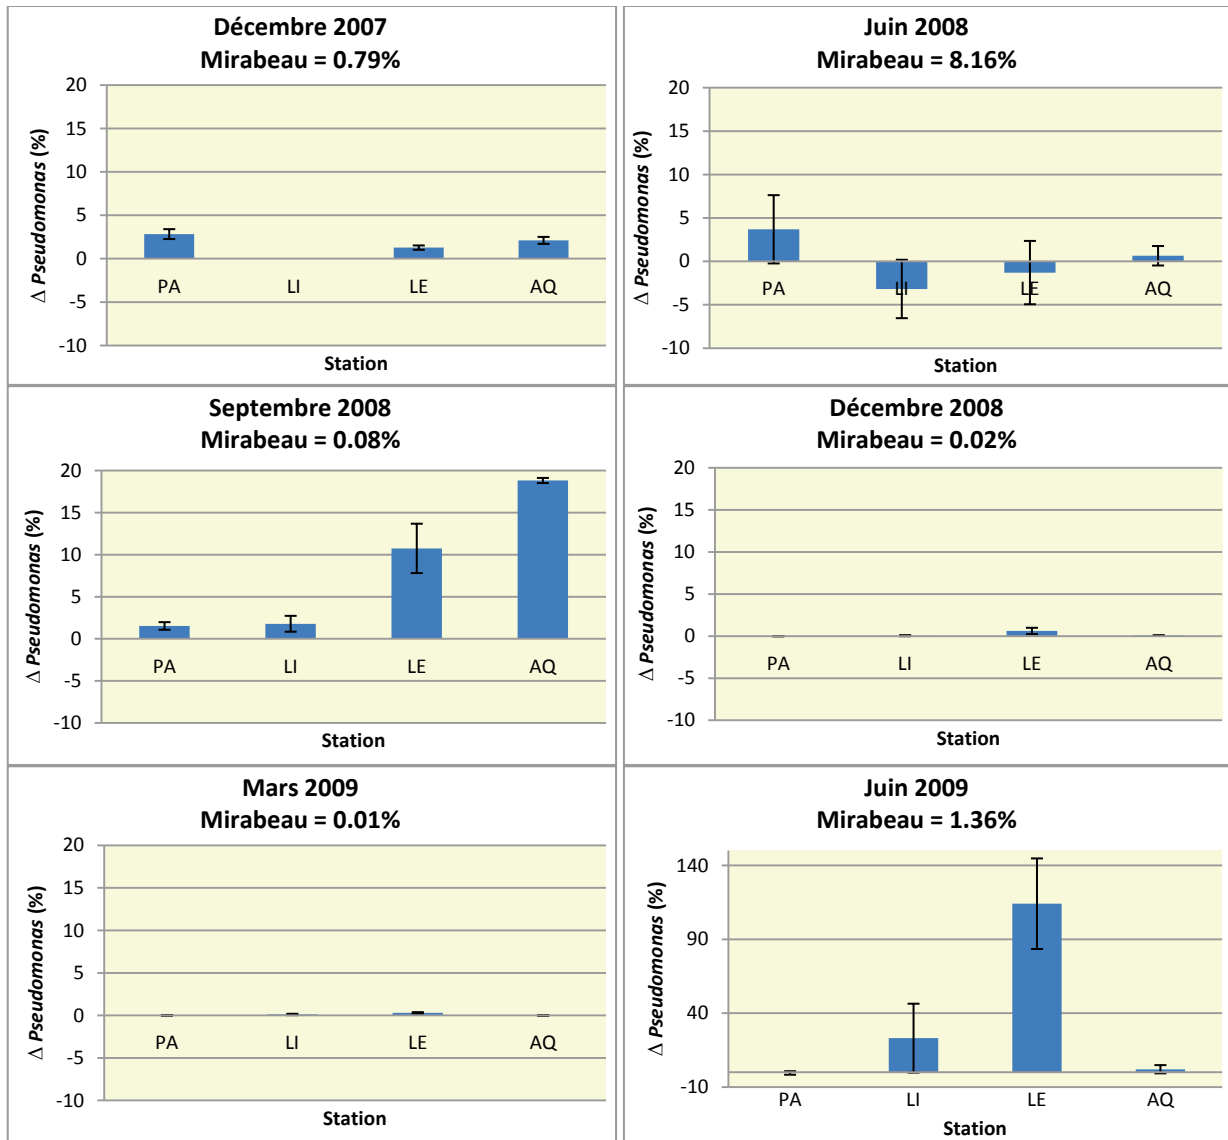 Décembre 2007
Mirabeau = 0.79%
20
15
10
5
0
-5
-10
Δ Pseudomonas (%)
PA LI LE AQ
Station
Juin 2008
Mirabeau = 8.16%
20
15
10
5
0
-5
-10
Δ Pseudomonas (%)
PA LI LE AQ
Station
Septembre 2008
Mirabeau = 0.08%
20
15
10
5
0
-5
-10
Δ Pseudomonas (%)
PA LI LE AQ
Station
Décembre 2008
Mirabeau = 0.02%
20
15
10
5
0
-5
-10
Δ Pseudomonas (%)
PA LI LE AQ
Station
Mars 2009
Mirabeau = 0.01%
20
15
10
5
0
-5
-10
Δ Pseudomonas (%)
PA LI LE AQ
Station
Juin 2009
Mirabeau = 1.36%
140
90
40
-10
Δ Pseudomonas (%)
PA LI LE AQ
Station